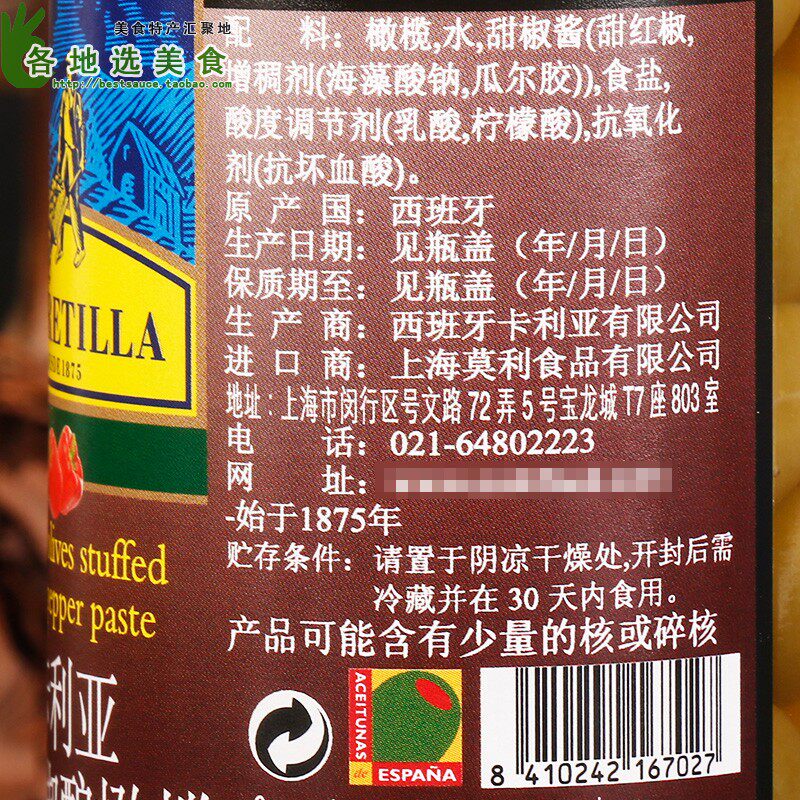 美食特产汇聚地
各地选美食
http://bestsauce.taobao.com
配 料：橄榄,水,甜椒酱(甜红椒,
增稠剂(海藻酸钠,瓜尔胶)),食盐,
酸度调节剂(乳酸,柠檬酸),抗氧化
剂(抗坏血酸)。
原产国：西班牙
生产日期：见瓶盖（年/月/日）
保质期至：见瓶盖（年/月/日）
生产商：西班牙卡利亚有限公司
进口商：上海莫利食品有限公司
地址：上海市闵行区号文路72弄5号宝龙城T7座803室
电 话：021-64802223
网 址：
-始于1875年
贮存条件：请置于阴凉干燥处,开封后需
冷藏并在30天内食用。
产品可能含有少量的核或碎核
RETILLA
1875
stuffed
pepper paste
利亚
ACEITUNAS
de ESPAÑA
8 410242 167027